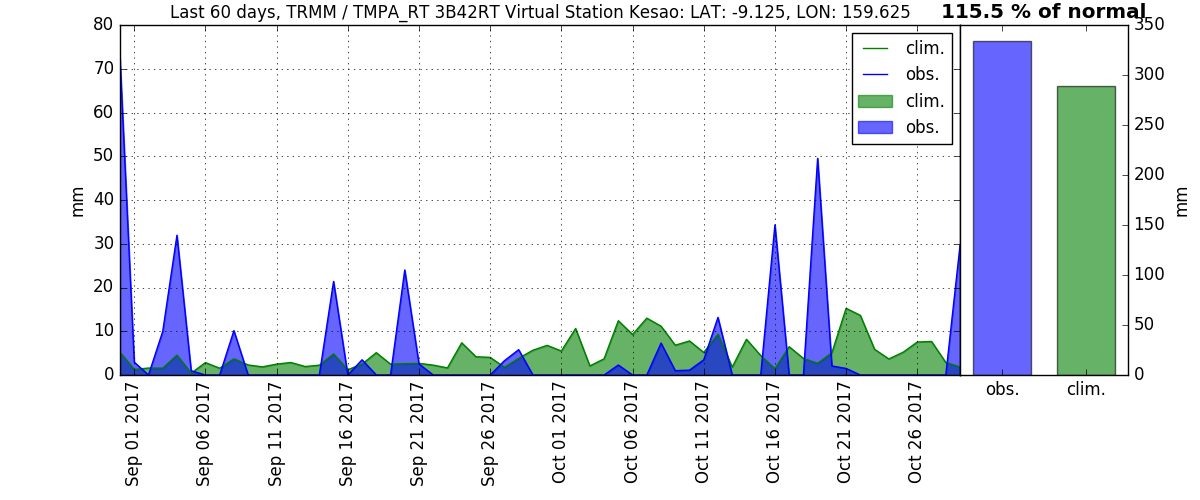 Last 60 days, TRMM / TMPA_RT 3B42RT Virtual Station Kesao: LAT: -9.125, LON: 159.625
115.5 % of normal
80
70
60
50
40
30
20
10
0
mm
clim.
obs.
clim.
obs.
Sep 01 2017
Sep 06 2017
Sep 11 2017
Sep 16 2017
Sep 21 2017
Sep 26 2017
Oct 01 2017
Oct 06 2017
Oct 11 2017
Oct 16 2017
Oct 21 2017
Oct 26 2017
350
300
250
200
150
100
50
0
mm
obs.
clim.